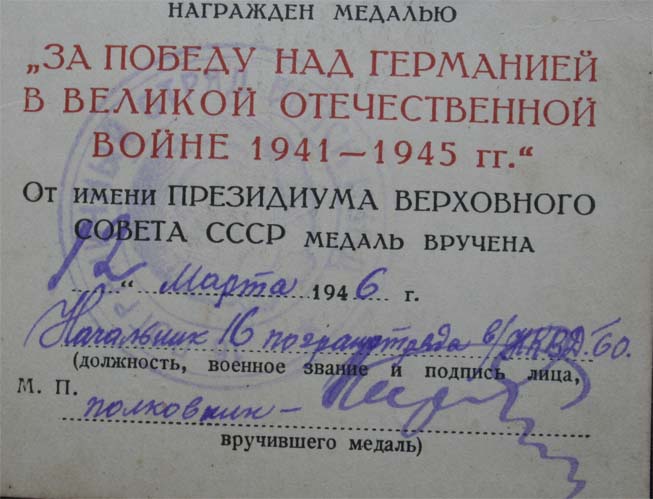 НАГРАЖДЕН МЕДАЛЬЮ
„ЗА ПОБЕДУ НАД ГЕРМАНИЕЙ
В ВЕЛИКОЙ ОТЕЧЕСТВЕННОЙ
ВОЙНЕ 1941—1945 гг.“
От имени ПРЕЗИДИУМА ВЕРХОВНОГО
СОВЕТА СССР МЕДАЛЬ ВРУЧЕНА
12 “ Марта 1946 г.
Начальник 16 погранотряда в/ НКВД БО.
(должность, военное звание и подпись лица,
М. П.
полковник –
вручившего медаль)